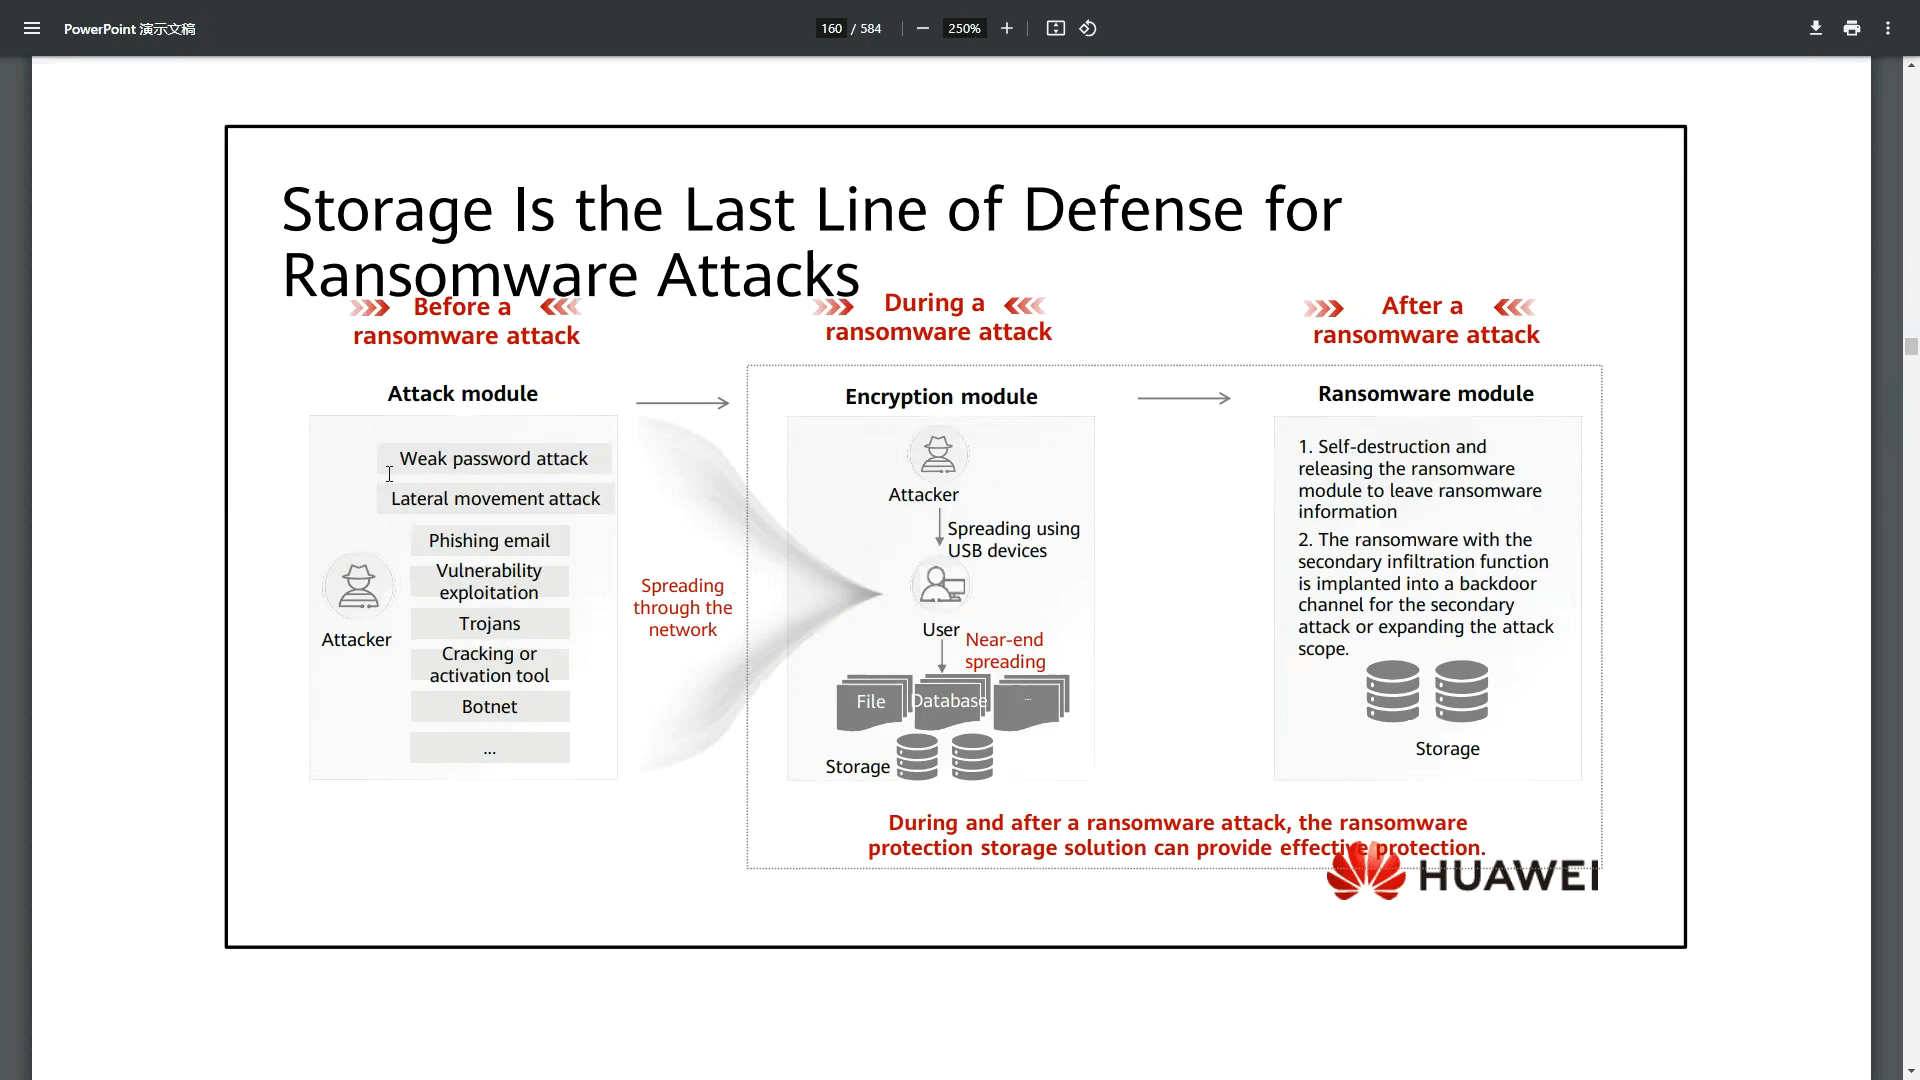 PowerPoint 演示文稿
160 / 584
250%
Storage Is the Last Line of Defense for
Ransomware Attacks
Before a
ransomware attack
During a
ransomware attack
After a
ransomware attack
Attack module
Weak password attack
Lateral movement attack
Phishing email
Vulnerability
exploitation
Trojans
Cracking or
activation tool
Botnet
...
Attacker
Spreading
through the
network
Encryption module
Attacker
Spreading using
USB devices
User
Near-end
spreading
File
Database
...
Storage
Ransomware module
1. Self-destruction and
releasing the ransomware
module to leave ransomware
information
2. The ransomware with the
secondary infiltration function
is implanted into a backdoor
channel for the secondary
attack or expanding the attack
scope.
Storage
During and after a ransomware attack, the ransomware
protection storage solution can provide effective protection.
HUAWEI